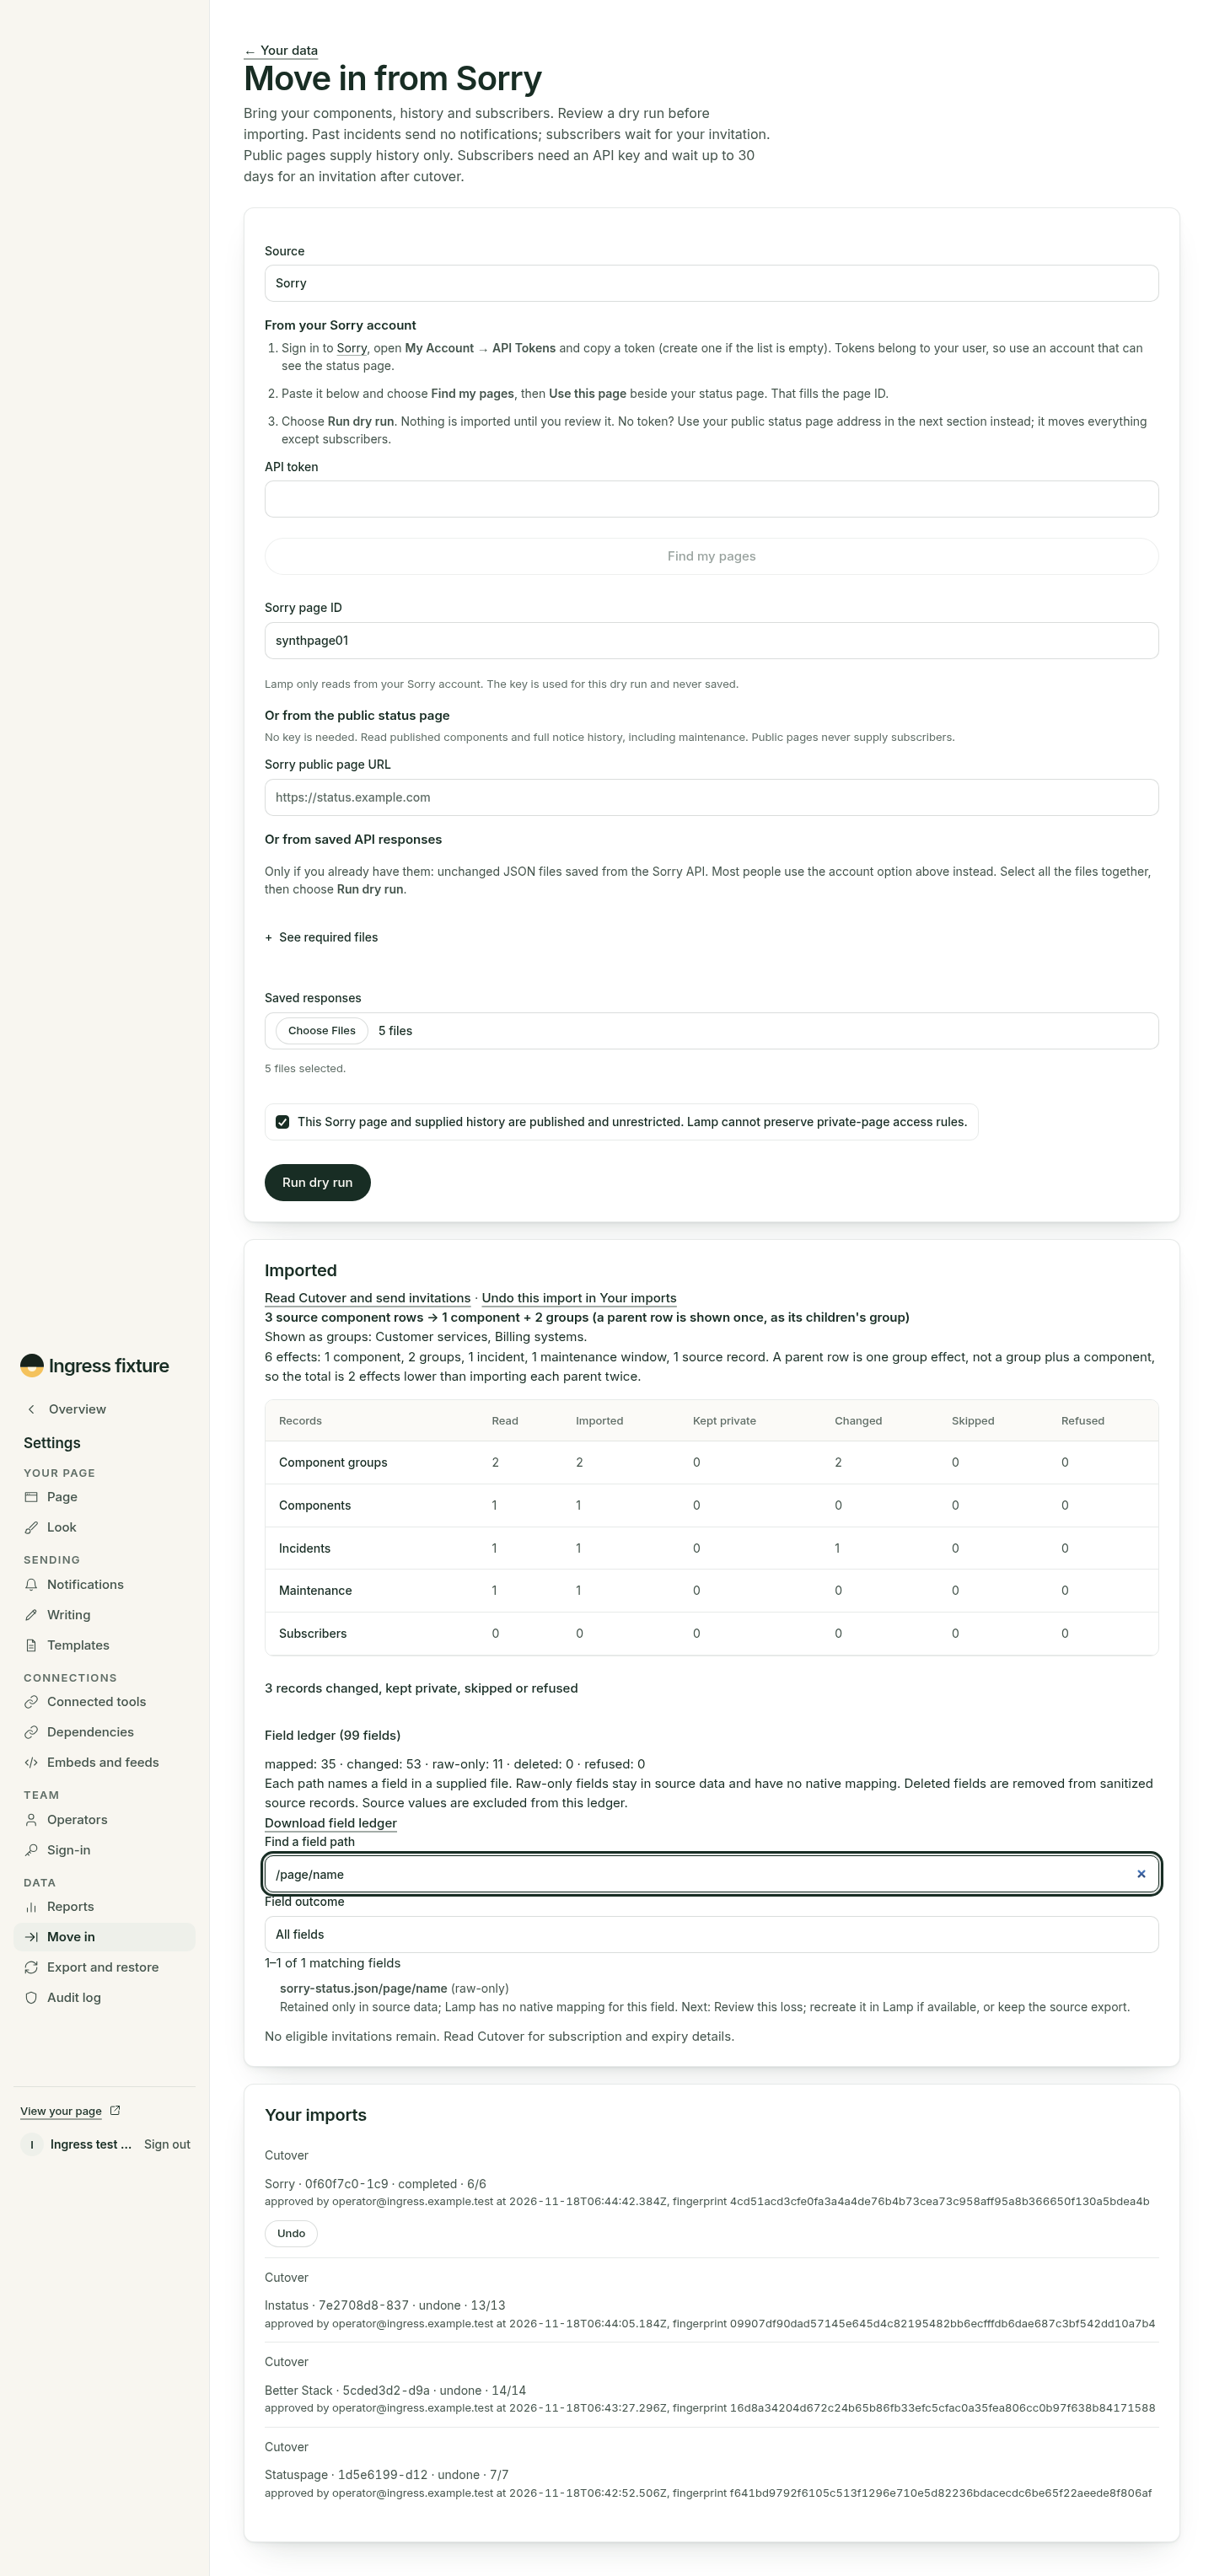 ← Your data
Move in from Sorry
Bring your components, history and subscribers. Review a dry run before
importing. Past incidents send no notifications; subscribers wait for your invitation.
Public pages supply history only. Subscribers need an API key and wait up to 30
days for an invitation after cutover.
Source
Sorry
From your Sorry account
1. Sign in to Sorry, open My Account → API Tokens and copy a token (create one if the list is empty). Tokens belong to your user, so use an account that can
see the status page.
2. Paste it below and choose Find my pages, then Use this page beside your status page. That fills the page ID.
3. Choose Run dry run. Nothing is imported until you review it. No token? Use your public status page address in the next section instead; it moves everything
except subscribers.
API token
Find my pages
Sorry page ID
synthpage01
Lamp only reads from your Sorry account. The key is used for this dry run and never saved.
Or from the public status page
No key is needed. Read published components and full notice history, including maintenance. Public pages never supply subscribers.
Sorry public page URL
https://status.example.com
Or from saved API responses
Only if you already have them: unchanged JSON files saved from the Sorry API. Most people use the account option above instead. Select all the files together,
then choose Run dry run.
+ See required files
Saved responses
Choose Files 5 files
5 files selected.
This Sorry page and supplied history are published and unrestricted. Lamp cannot preserve private-page access rules.
Run dry run
Imported
Read Cutover and send invitations · Undo this import in Your imports
3 source component rows → 1 component + 2 groups (a parent row is shown once, as its children's group)
Shown as groups: Customer services, Billing systems.
6 effects: 1 component, 2 groups, 1 incident, 1 maintenance window, 1 source record. A parent row is one group effect, not a group plus a component,
so the total is 2 effects lower than importing each parent twice.
Records Read Imported Kept private Changed Skipped Refused
Component groups 2 2 0 2 0 0
Components 1 1 0 0 0 0
Incidents 1 1 0 1 0 0
Maintenance 1 1 0 0 0 0
Subscribers 0 0 0 0 0 0
3 records changed, kept private, skipped or refused
Field ledger (99 fields)
mapped: 35 · changed: 53 · raw-only: 11 · deleted: 0 · refused: 0
Each path names a field in a supplied file. Raw-only fields stay in source data and have no native mapping. Deleted fields are removed from sanitized
source records. Source values are excluded from this ledger.
Download field ledger
Find a field path
/page/name
Field outcome
All fields
1–1 of 1 matching fields
sorry-status.json/page/name (raw-only)
Retained only in source data; Lamp has no native mapping for this field. Next: Review this loss; recreate it in Lamp if available, or keep the source export.
No eligible invitations remain. Read Cutover for subscription and expiry details.
Your imports
Cutover
Sorry · 0f60f7c0-1c9 · completed · 6/6
approved by operator@ingress.example.test at 2026-11-18T06:44:42.384Z, fingerprint 4cd51acd3cfe0fa3a4a4de76b4b73cea73c958aff95a8b366650f130a5bdea4b
Undo
Cutover
Instatus · 7e2708d8-837 · undone · 13/13
approved by operator@ingress.example.test at 2026-11-18T06:44:05.184Z, fingerprint 09907df90dad57145e645d4c82195482bb6ecfffdb6dae687c3bf542dd10a7b4
Cutover
Better Stack · 5cded3d2-d9a · undone · 14/14
approved by operator@ingress.example.test at 2026-11-18T06:43:27.296Z, fingerprint 16d8a34204d672c24b65b86fb33efc5cfac0a35fea806cc0b97f638b84171588
Cutover
Statuspage · 1d5e6199-d12 · undone · 7/7
approved by operator@ingress.example.test at 2026-11-18T06:42:52.506Z, fingerprint f641bd9792f6105c513f1296e710e5d82236bdacecdc6be65f22aeede8f806af
Ingress fixture
Overview
Settings
YOUR PAGE
Page
Look
SENDING
Notifications
Writing
Templates
CONNECTIONS
Connected tools
Dependencies
Embeds and feeds
TEAM
Operators
Sign-in
DATA
Reports
Move in
Export and restore
Audit log
View your page
I Ingress test ... Sign out